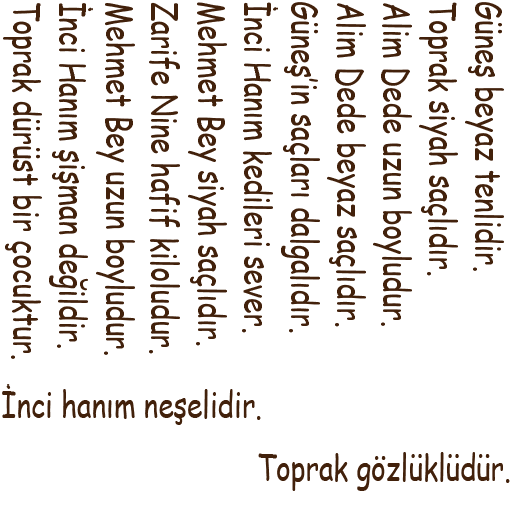 Güneş beyaz tenlidir.
Toprak siyah saçlıdır.
Alim Dede uzun boyludur.
Alim Dede beyaz saçlıdır.
Güneş'in saçları dalgalıdır.
İnci Hanım kedileri sever.
Mehmet Bey siyah saçlıdır.
Zarife Nine hafif kiloludur.
Mehmet Bey uzun boyludur.
İnci Hanım şişman değildir.
Toprak dürüst bir çocuktur.
İnci hanım neşelidir.
Toprak gözlüklüdür.